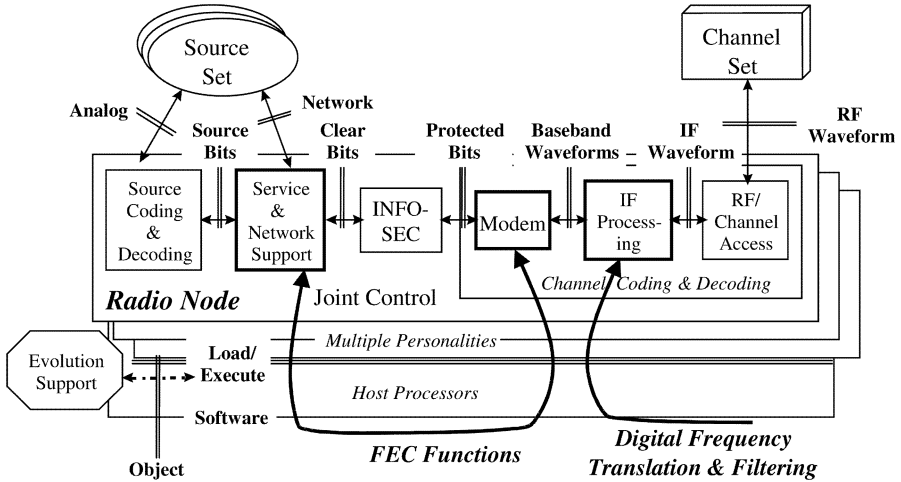 Source
Set
Channel
Set
Analog
Network
Source
Bits
Clear
Bits
Protected
Bits
Baseband
Waveforms
IF
Waveform
RF
Waveform
Source
Coding
&
Decoding
Service
&
Network
Support
INFO-
SEC
Modem
IF
Process-
ing
RF/
Channel
Access
Channel Coding & Decoding
Radio Node
Joint Control
Multiple Personalities
Evolution
Support
Load/
Execute
Host Processors
Software
Object
FEC Functions
Digital Frequency
Translation & Filtering